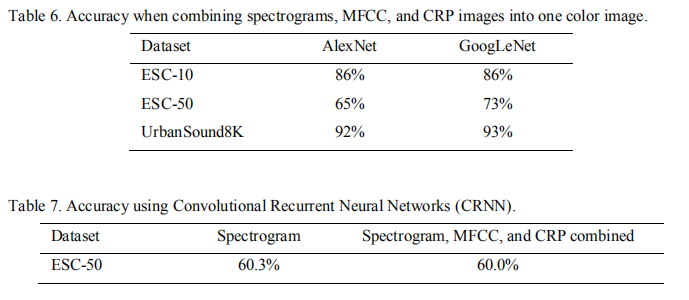 Table 6. Accuracy when combining spectrograms, MFCC, and CRP images into one color image.
Dataset AlexNet GoogLeNet
ESC-10 86% 86%
ESC-50 65% 73%
UrbanSound8K 92% 93%
Table 7. Accuracy using Convolutional Recurrent Neural Networks (CRNN).
Dataset Spectrogram Spectrogram, MFCC, and CRP combined
ESC-50 60.3% 60.0%